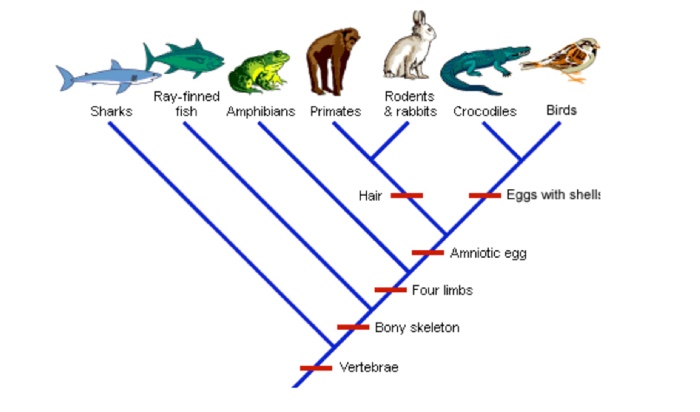 Sharks
Ray-finned
fish
Amphibians
Primates
Rodents
& rabbits
Crocodiles
Birds
Hair
Eggs with shells
Amniotic egg
Four limbs
Bony skeleton
Vertebrae